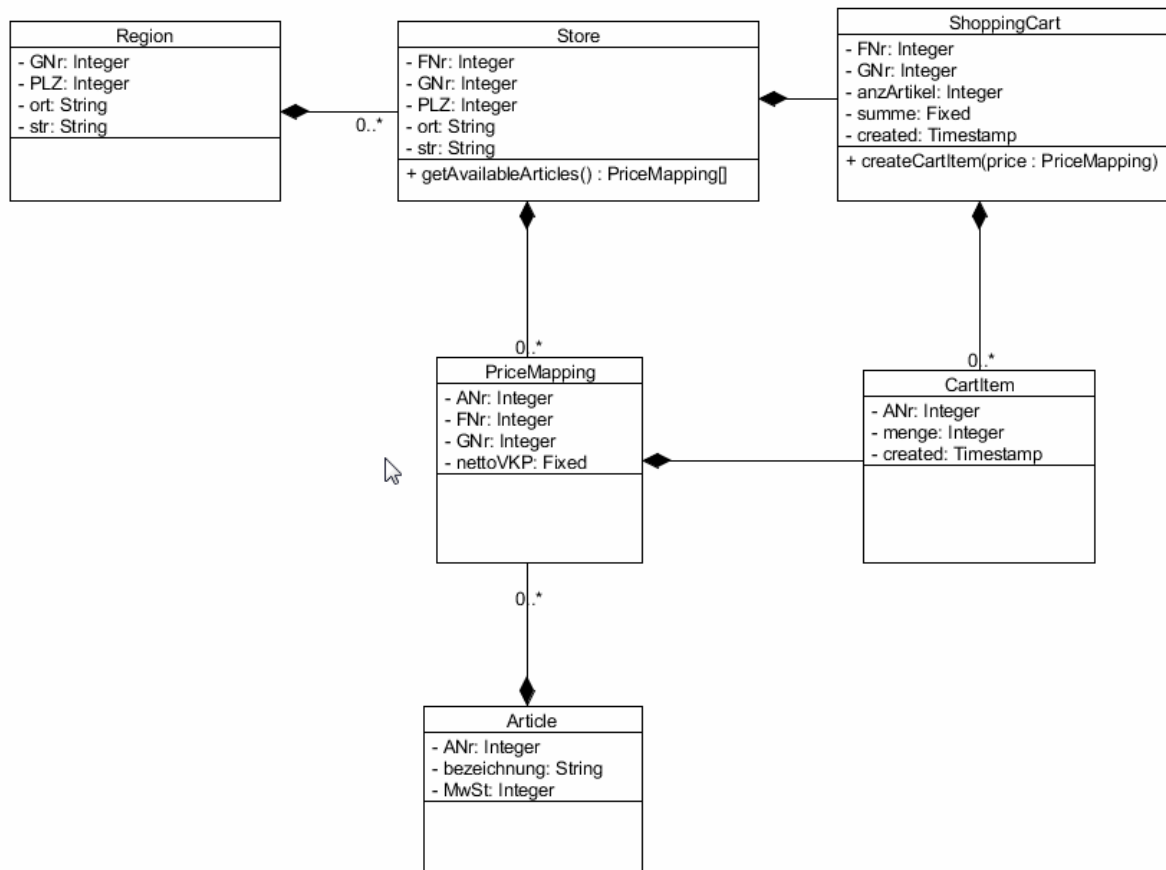 Region
- GNr: Integer
- PLZ: Integer
- ort: String
- str: String
0..*
Store
- FNr: Integer
- GNr: Integer
- PLZ: Integer
- ort: String
- str: String
+ getAvailableArticles() : PriceMapping[]
ShoppingCart
- FNr: Integer
- GNr: Integer
- anzArtikel: Integer
- summe: Fixed
- created: Timestamp
+ createCartItem(price : PriceMapping)
0..*
PriceMapping
- ANr: Integer
- FNr: Integer
- GNr: Integer
- nettoVKP: Fixed
0..*
CartItem
- ANr: Integer
- menge: Integer
- created: Timestamp
0..*
Article
- ANr: Integer
- bezeichnung: String
- MwSt: Integer